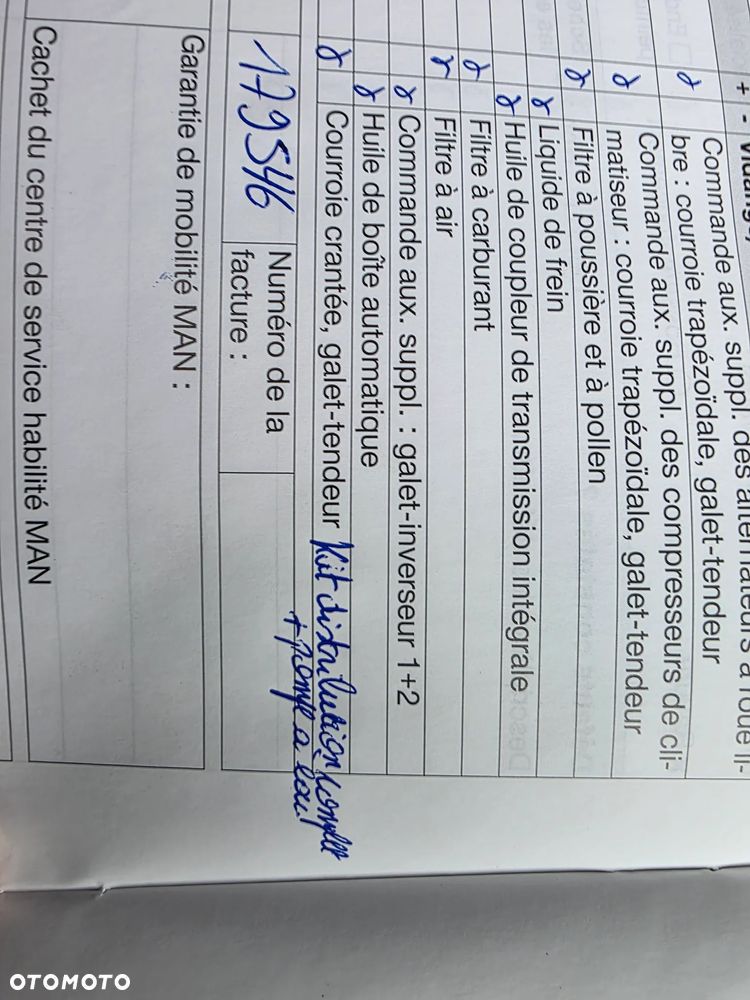 + : -
Commande aux. suppl. des alternateurs à roue li-
bre : courroie trapézoïdale, galet-tendeur
Commande aux. suppl. des compresseurs de cli-
matiseur : courroie trapézoïdale, galet-tendeur
Filtre à poussière et à pollen
Liquide de frein
Huile de coupleur de transmission intégrale
Filtre à carburant
Filtre à air
Commande aux. suppl. : galet-inverseur 1+2
Huile de boîte automatique
Courroie crantée, galet-tendeur Kit distribution complet
+ pompe a eau
179546
Numéro de la
facture :
Garantie de mobilité MAN :
Cachet du centre de service habilité MAN
OTOMOTO